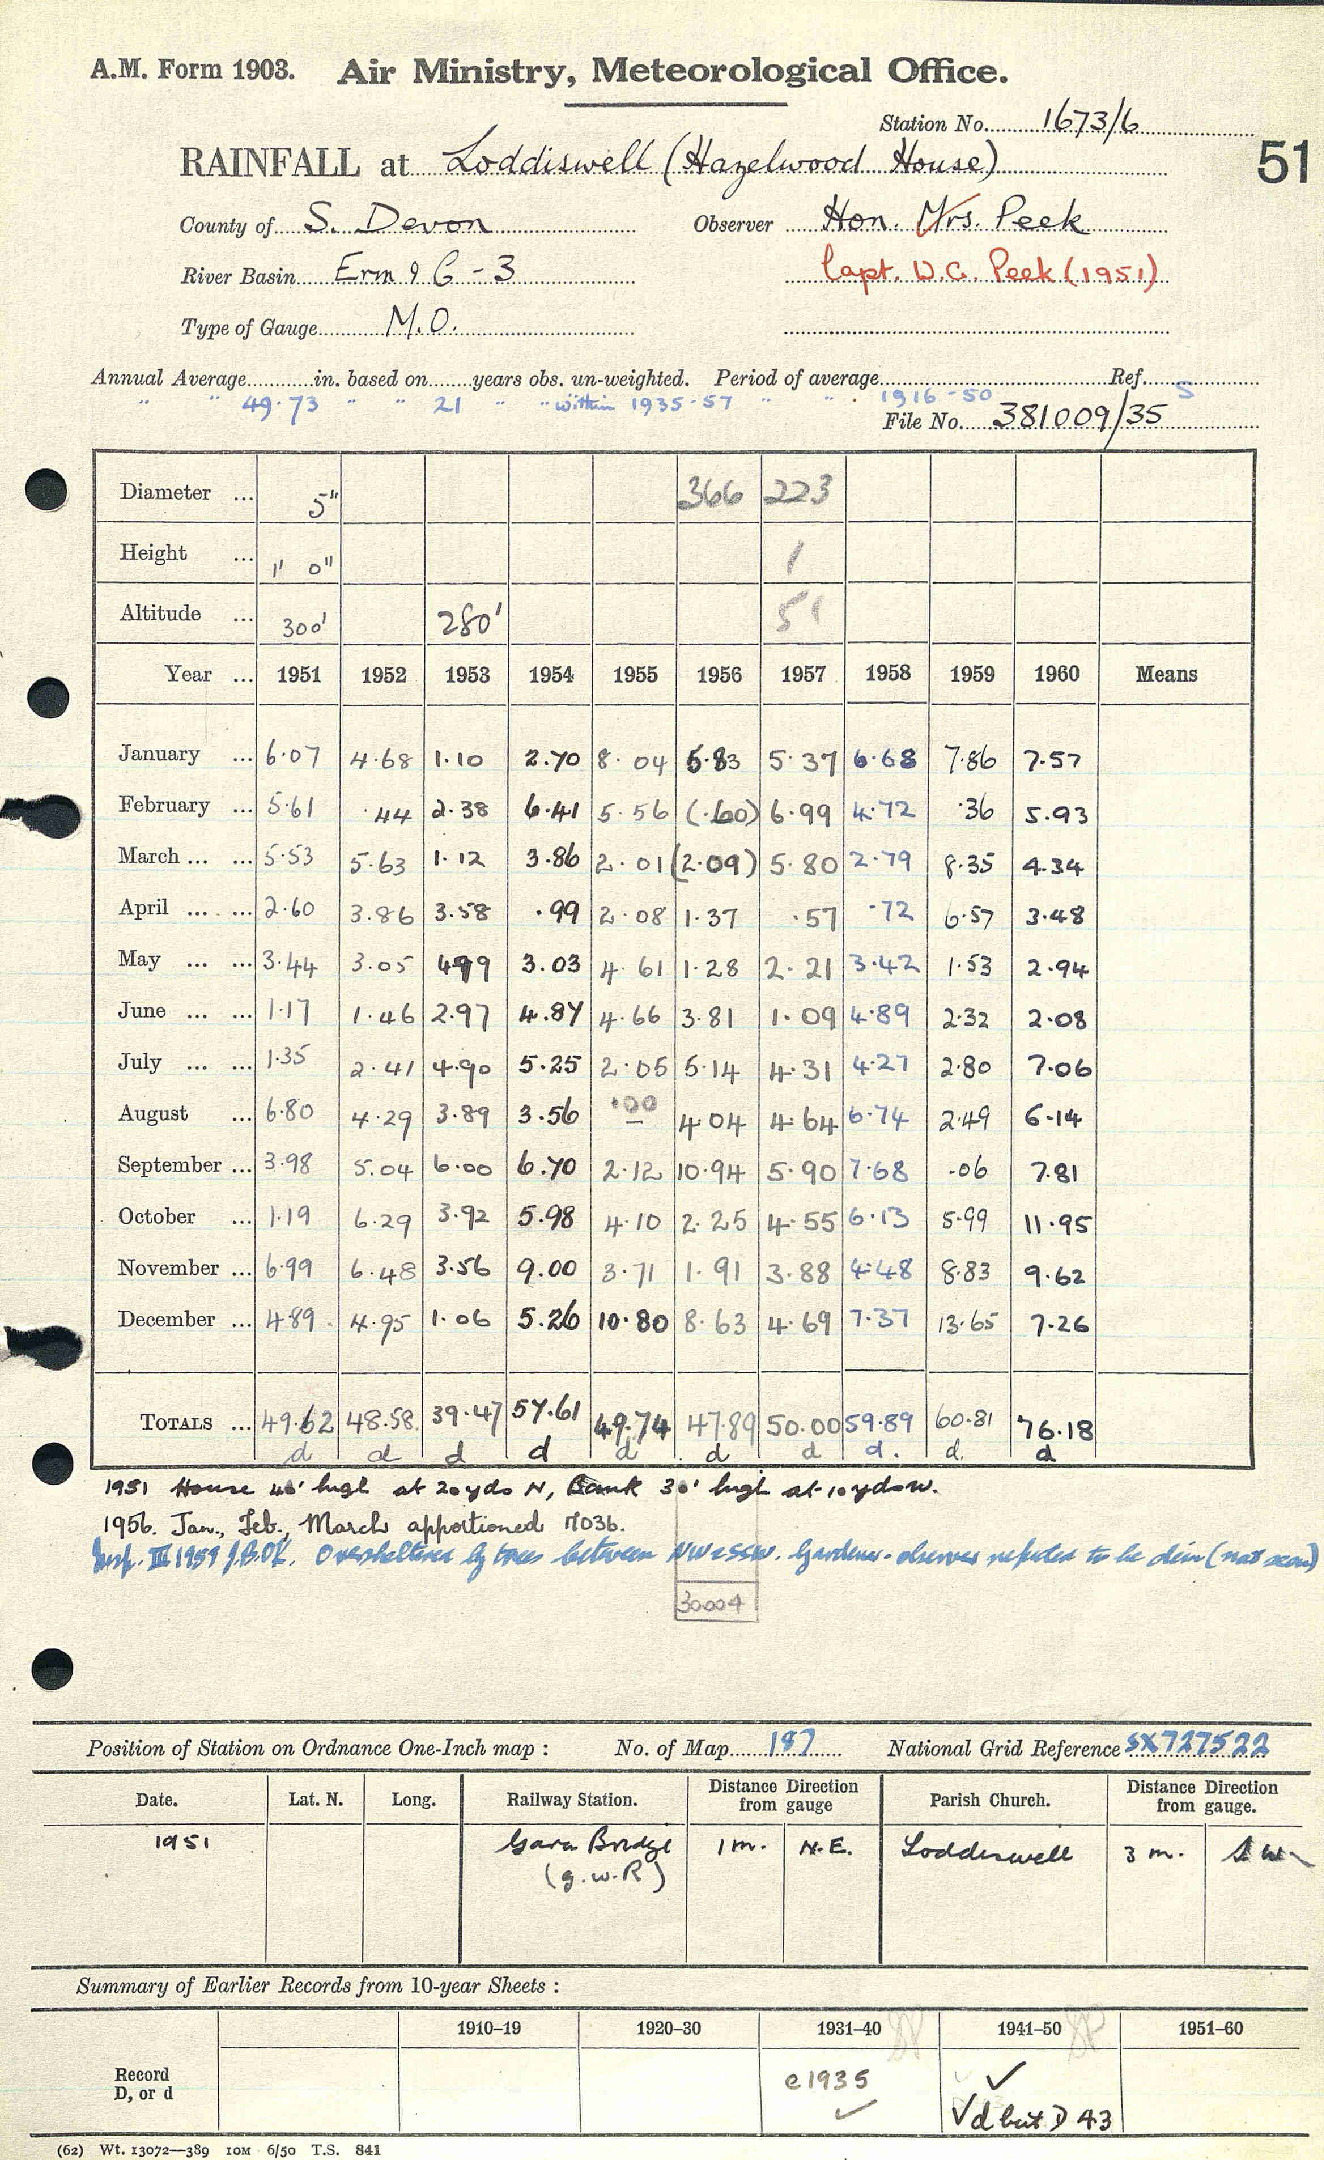 A.M. Form 1903. Air Ministry, Meteorological Office.
Station No. 1673/6
RAINFALL at Loddiswell (Hazelwood House)
51
County of S. Devon Observer Hon. Mrs. Peek
River Basin Erm & G - 3 Capt. W.G. Peek (1951)
Type of Gauge M.O.
Annual Average in. based on years obs. un-weighted. Period of average Ref. S
" " 49.73 " " 21 " " within 1935-57 " " 1916-50
File No. 381009/35
Diameter ... 5" 366 223
Height ... 1' 0" 1
Altitude ... 300' 280' 51
Year ... 1951 1952 1953 1954 1955 1956 1957 1958 1959 1960 Means
January ... 6.07 4.68 1.10 2.70 8.04 5.83 5.37 6.68 7.86 7.57
February ... 5.61 .44 2.38 6.41 5.56 (.60) 6.99 4.72 .36 5.93
March ... ... 5.53 5.63 1.12 3.86 2.01 (2.09) 5.80 2.79 8.35 4.34
April ... ... 2.60 3.86 3.58 .99 2.08 1.37 .57 .72 6.57 3.48
May ... ... 3.44 3.05 4.99 3.03 4.61 1.28 2.21 3.42 1.53 2.94
June ... ... 1.17 1.46 2.97 4.87 4.66 3.81 1.09 4.89 2.32 2.08
July ... ... 1.35 2.41 4.90 5.25 2.05 5.14 4.31 4.27 2.80 7.06
August ... 6.80 4.29 3.89 3.56 .00 4.04 4.64 6.74 2.49 6.14
September ... 3.98 5.04 6.00 6.70 2.12 10.94 5.90 7.68 .06 7.81
October ... 1.19 6.29 3.92 5.98 4.10 2.25 4.55 6.13 5.99 11.95
November ... 6.99 6.48 3.56 9.00 3.71 1.91 3.88 4.48 8.83 9.62
December ... 4.89 4.95 1.06 5.26 10.80 8.63 4.69 7.37 13.65 7.26
TOTALS ... 49.62 48.58 39.47 57.61 49.74 47.89 50.00 59.89 60.81 76.18
d d d d d d d d. d. d
1951 House 40' high at 20 yds N, Bank 30' high at 10 yds W.
1956. Jan., Feb., March apportioned
Insp. III 1959 Oversheltered by trees between NW & SSW. Gardener-observer reputed to be (not seen)
30004
Position of Station on Ordnance One-Inch map : No. of Map 187 National Grid Reference SX727522
Date. Lat. N. Long. Railway Station. Distance Direction from gauge Parish Church. Distance Direction from gauge.
1951 Gara Bridge 1 m. N.E. Loddiswell 3 m. S W
(G.W.R)
Summary of Earlier Records from 10-year Sheets :
1910–19 1920–30 1931–40 1941–50 1951–60
Record D, or d e1935 ✓ ✓
✓d but D 43
(62) Wt. 13072—389 10M 6/50 T.S. 841